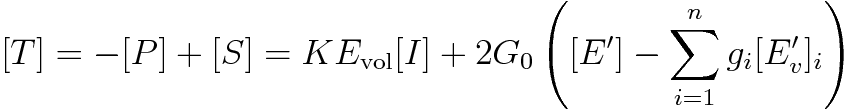 [T] = −[P] + [S] = KE_vol[I] + 2G_0 ( [E′] − ∑_{i=1}^{n} g_i[E′_v]_i )